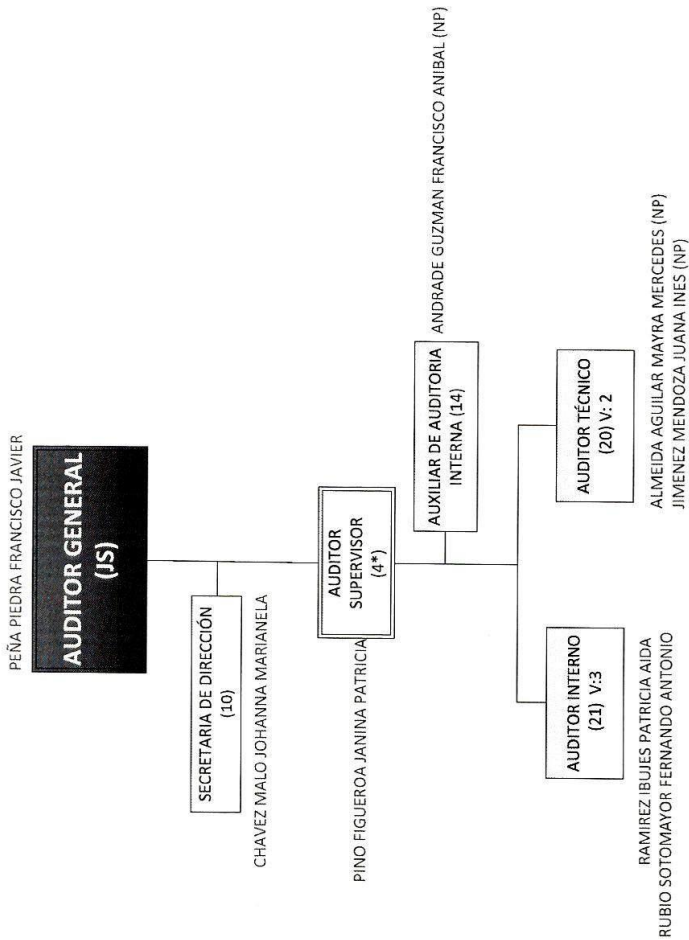 PEÑA PIEDRA FRANCISCO JAVIER
AUDITOR GENERAL
(JS)
SECRETARIA DE DIRECCIÓN
(10)
CHAVEZ MALO JOHANNA MARIANELA
AUDITOR
SUPERVISOR
(4*)
PINO FIGUEROA JANINA PATRICIA
AUXILIAR DE AUDITORIA
INTERNA (14)
ANDRADE GUZMAN FRANCISCO ANIBAL (NP)
AUDITOR INTERNO
(21) V:3
RAMIREZ IBUJES PATRICIA AIDA
RUBIO SOTOMAYOR FERNANDO ANTONIO
AUDITOR TÉCNICO
(20) V: 2
ALMEIDA AGUILAR MAYRA MERCEDES (NP)
JIMENEZ MENDOZA JUANA INES (NP)